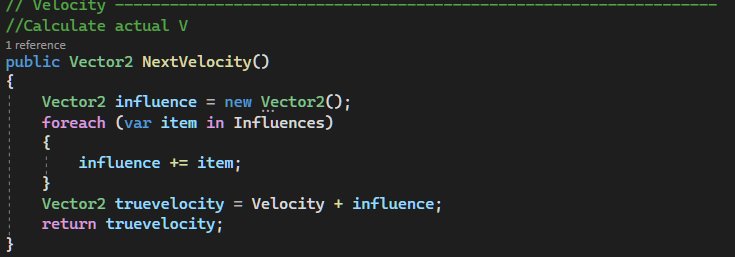 // Velocity ------------------------------------------------------------------
//Calculate actual V
1 reference
public Vector2 NextVelocity()
{
    Vector2 influence = new Vector2();
    foreach (var item in Influences)
    {
        influence += item;
    }
    Vector2 truevelocity = Velocity + influence;
    return truevelocity;
}